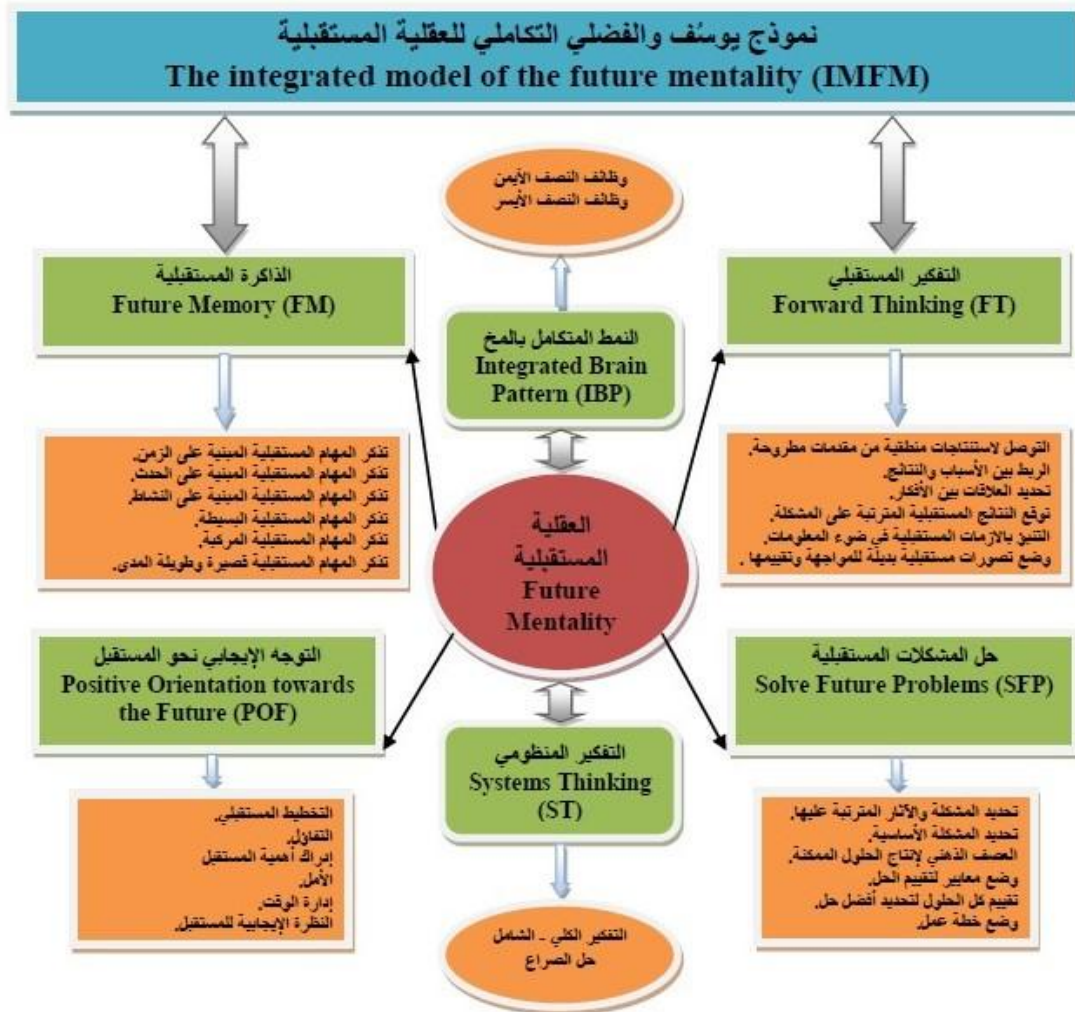 نموذج يوسُف والفضلي التكاملي للعقلية المستقبلية
The integrated model of the future mentality (IMFM)
وظائف النصف الأيمن
وظائف النصف الأيسر
الذاكرة المستقبلية
Future Memory (FM)
النمط المتكامل بالمخ
Integrated Brain
Pattern (IBP)
التفكير المستقبلي
Forward Thinking (FT)
تذكر المهام المستقبلية المبنية على الزمن.
تذكر المهام المستقبلية المبنية على الحدث.
تذكر المهام المستقبلية المبنية على النشاط.
تذكر المهام المستقبلية البسيطة.
تذكر المهام المستقبلية المركبة.
تذكر المهام المستقبلية قصيرة وطويلة المدى.
العقلية
المستقبلية
Future
Mentality
التوصل لاستنتاجات منطقية من مقدمات مطروحة.
الربط بين الأسباب والنتائج.
تحديد العلاقات بين الأفكار.
توقع النتائج المستقبلية المترتبة على المشكلة.
التنبؤ بالازمات المستقبلية في ضوء المعلومات.
وضع تصورات مستقبلية بديلة للمواجهة وتقييمها .
التوجه الإيجابي نحو المستقبل
Positive Orientation towards
the Future (POF)
التفكير المنظومي
Systems Thinking
(ST)
حل المشكلات المستقبلية
Solve Future Problems (SFP)
التخطيط المستقبلي.
التفاؤل.
إدراك أهمية المستقبل
الأمل.
إدارة الوقت.
النظرة الإيجابية للمستقبل.
التفكير الكلي - الشامل
حل الصراع
تحديد المشكلة والآثار المترتبة عليها.
تحديد المشكلة الأساسية.
العصف الذهني لإنتاج الحلول الممكنة.
وضع معايير لتقييم الحل.
تقييم كل الحلول لتحديد أفضل حل.
وضع خطة عمل.